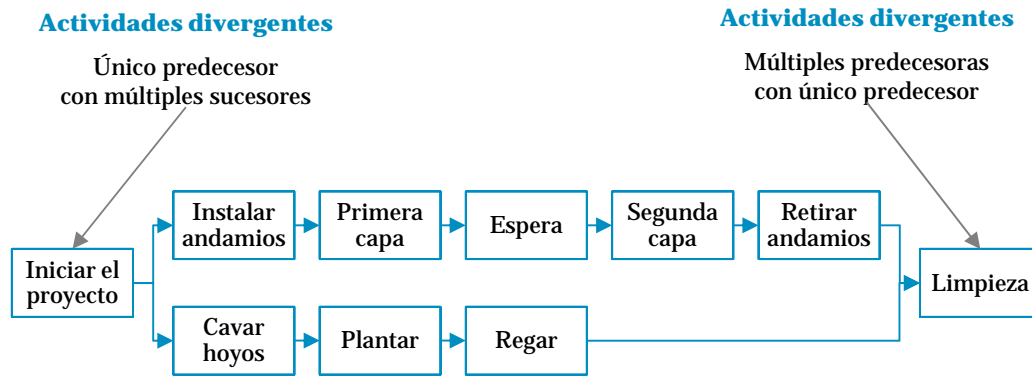 Actividades divergentes
Único predecesor
con múltiples sucesores
Actividades divergentes
Múltiples predecesoras
con único predecesor
Iniciar el
proyecto
Instalar
andamios
Primera
capa
Espera
Segunda
capa
Retirar
andamios
Cavar
hoyos
Plantar
Regar
Limpieza